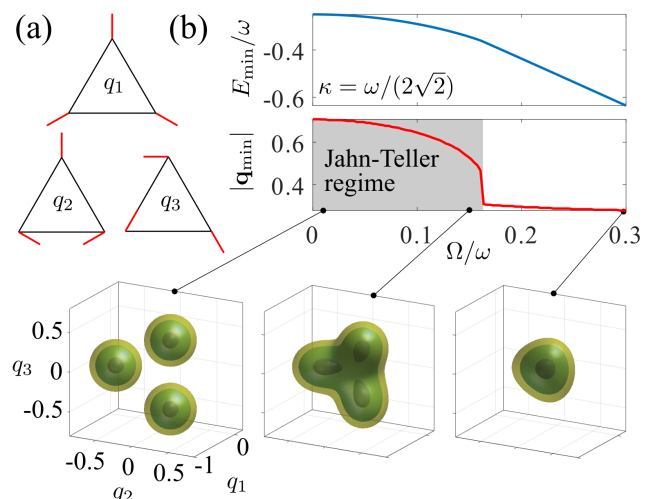 (a)
(b)
q₁
q₂
q₃
E_min/ω
-0.4
-0.6
κ = ω/(2√2)
|q_min|
0.6
0.4
Jahn-Teller
regime
0 0.1 0.2 0.3
Ω/ω
q₃
0.5
0
-0.5
-0.5 0 0.5
q₂
-1 0
q₁